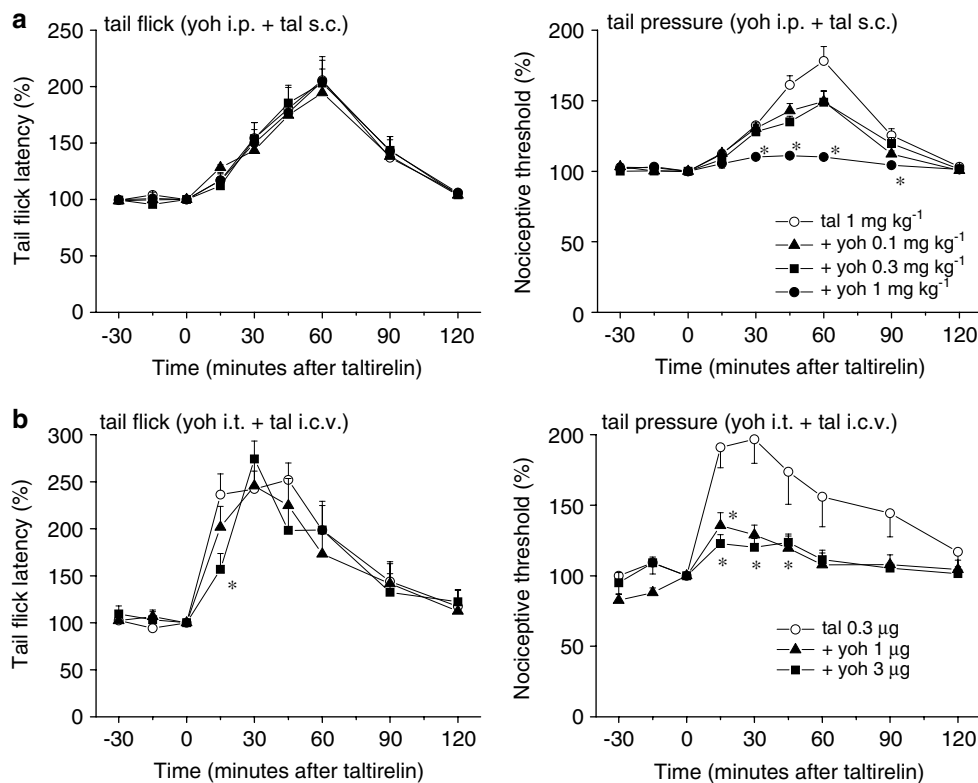 a
tail flick (yoh i.p. + tal s.c.)
250
200
150
100
50
0
Tail flick latency (%)
-30 0 30 60 90 120
Time (minutes after taltirelin)
tail pressure (yoh i.p. + tal s.c.)
200
150
100
50
0
Nociceptive threshold (%)
* * *
*
tal 1 mg kg⁻¹
+ yoh 0.1 mg kg⁻¹
+ yoh 0.3 mg kg⁻¹
+ yoh 1 mg kg⁻¹
-30 0 30 60 90 120
Time (minutes after taltirelin)
b
tail flick (yoh i.t. + tal i.c.v.)
300
250
200
150
100
50
0
Tail flick latency (%)
*
-30 0 30 60 90 120
Time (minutes after taltirelin)
tail pressure (yoh i.t. + tal i.c.v.)
200
150
100
50
0
Nociceptive threshold (%)
*
* * *
tal 0.3 µg
+ yoh 1 µg
+ yoh 3 µg
-30 0 30 60 90 120
Time (minutes after taltirelin)